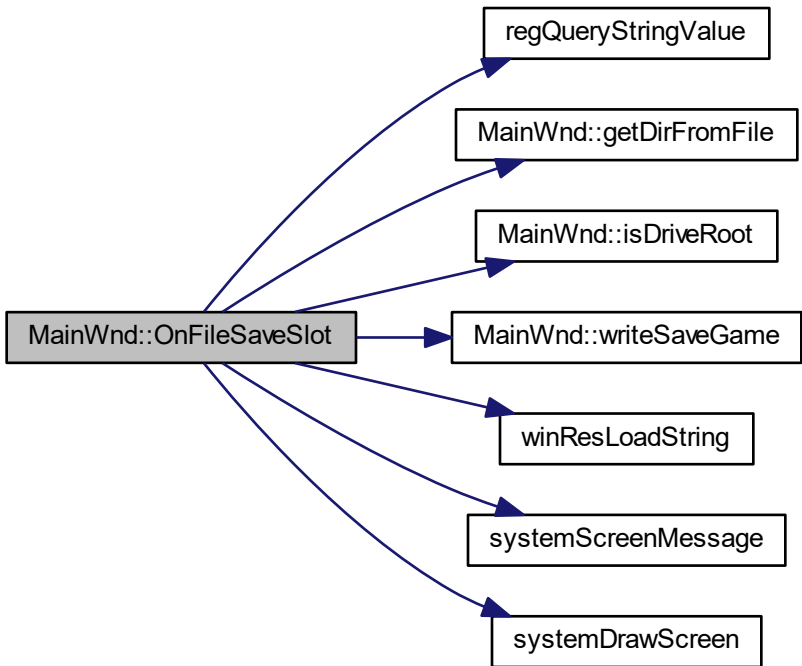 regQueryStringValue
MainWnd::getDirFromFile
MainWnd::isDriveRoot
MainWnd::OnFileSaveSlot
MainWnd::writeSaveGame
winResLoadString
systemScreenMessage
systemDrawScreen